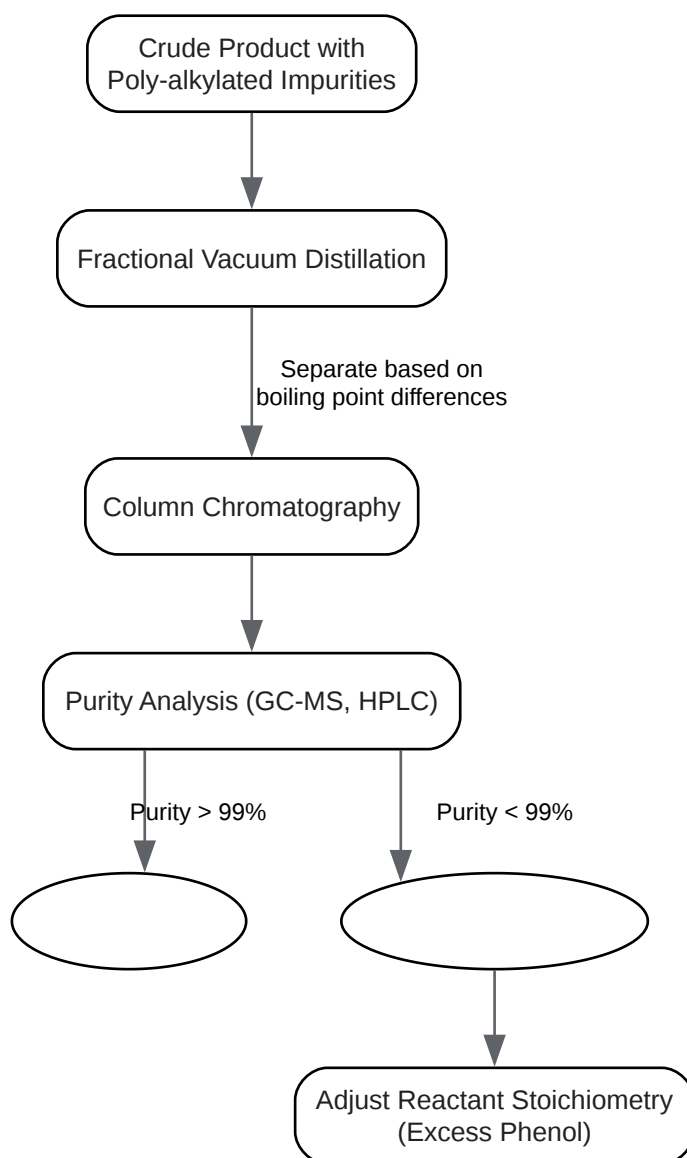 Crude Product with
Poly-alkylated Impurities
Fractional Vacuum Distillation
Separate based on
boiling point differences
Column Chromatography
Purity Analysis (GC-MS, HPLC)
Purity > 99%
Purity < 99%
Adjust Reactant Stoichiometry
(Excess Phenol)